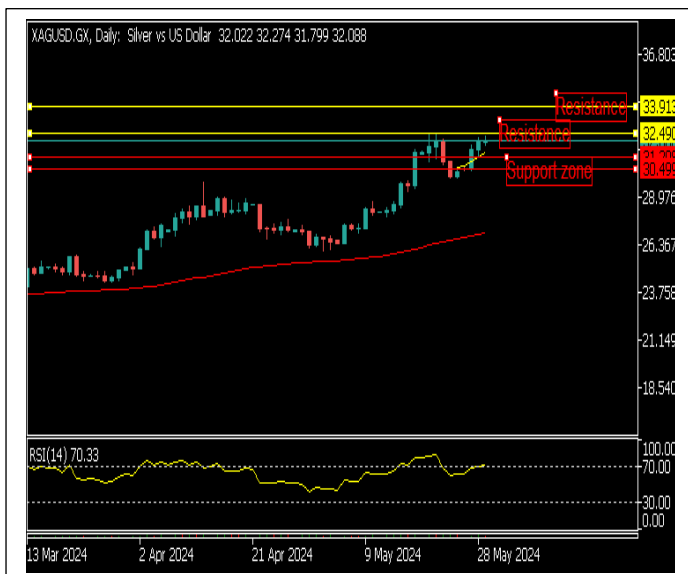 XAGUSD.GX, Daily: Silver vs US Dollar 32.022 32.274 31.799 32.088
36.803
Resistance
33.913
Resistance
32.490
Support zone
30.499
28.976
26.367
23.758
21.149
18.540
RSI(14) 70.33
100.00
70.00
30.00
0.00
13 Mar 2024
2 Apr 2024
21 Apr 2024
9 May 2024
28 May 2024